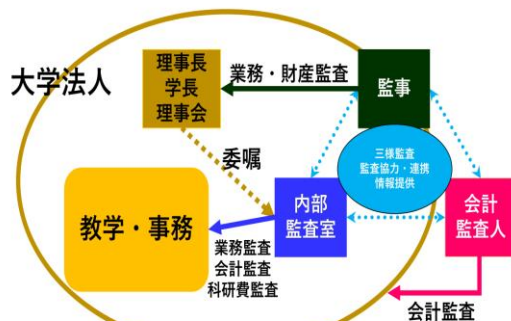 大学法人
理事長
学長
理事会
業務・財産監査
監事
委嘱
三様監査
監査協力・連携
情報提供
教学・事務
内部
監査室
会計
監査人
業務監査
会計監査
科研費監査
会計監査